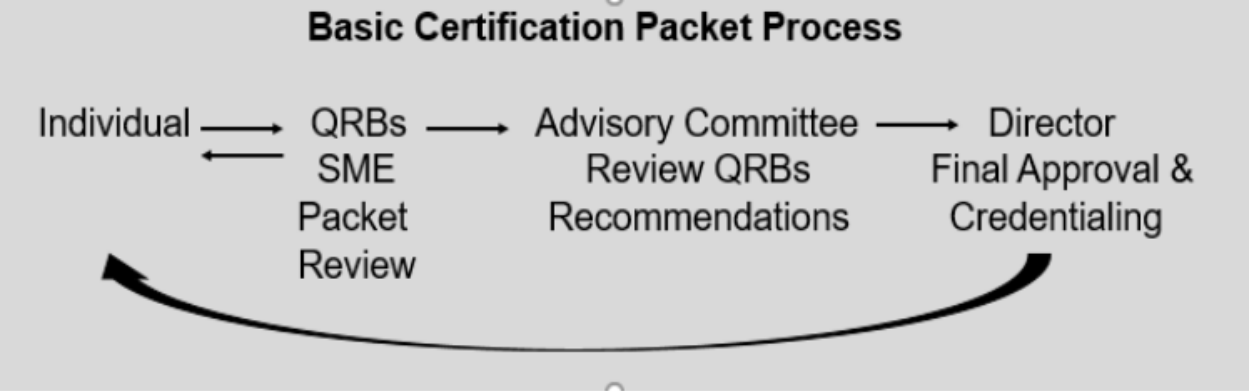 Basic Certification Packet Process
Individual
QRBs
SME
Packet
Review
Advisory Committee
Review QRBs
Recommendations
Director
Final Approval &
Credentialing